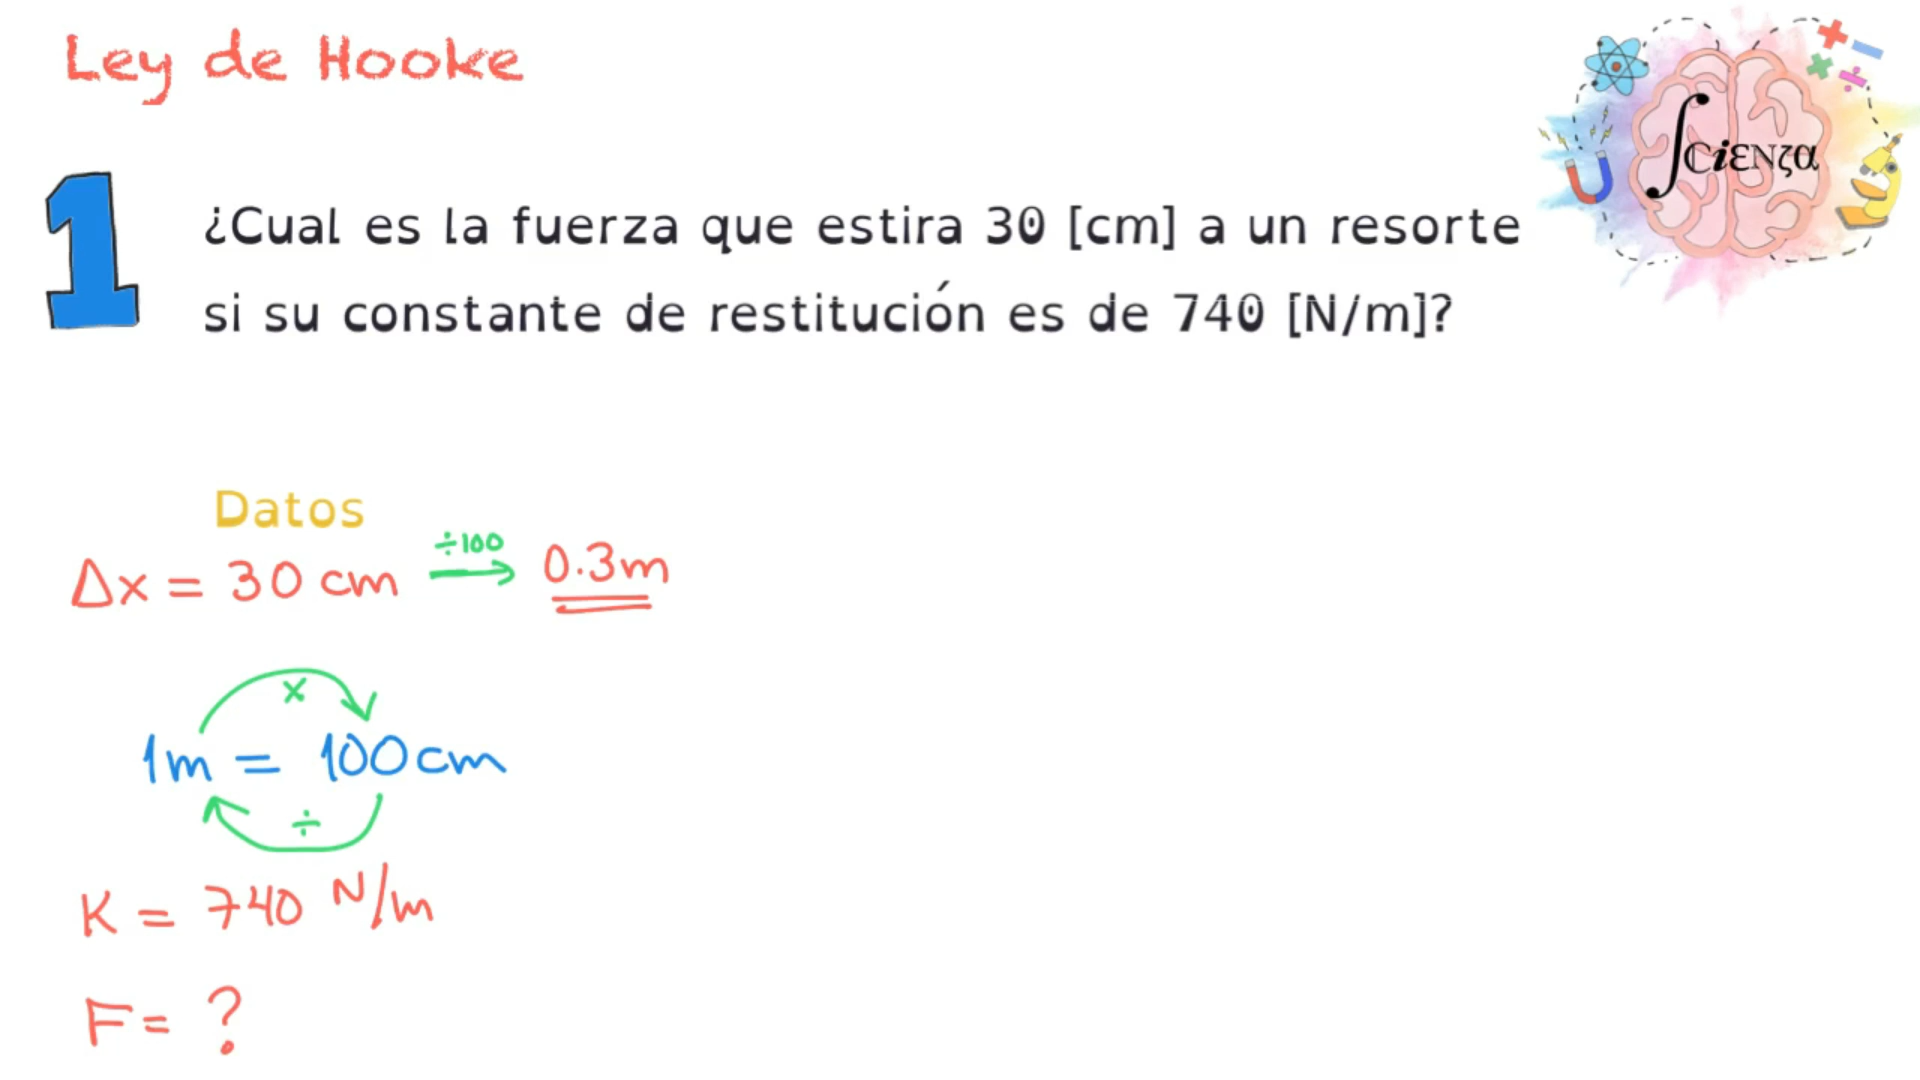 Ley de Hooke
1
¿Cual es la fuerza que estira 30 [cm] a un resorte
si su constante de restitución es de 740 [N/m]?
∫CiENζα
Datos
Δx = 30 cm ÷100 → 0.3m
×
1m = 100cm
÷
K = 740 N/m
F = ?